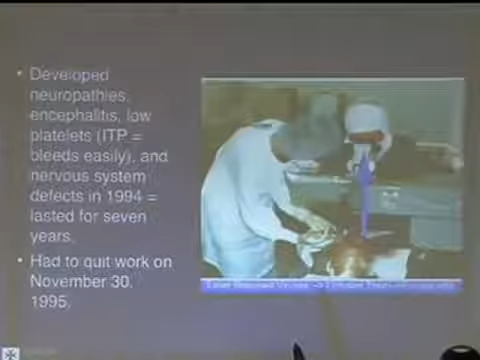 • Developed
neuropathies,
encephalitis, low
platelets (ITP =
bleeds easily), and
nervous system
defects in 1994 =
lasted for seven
years.
• Had to quit work on
November 30,
1995.